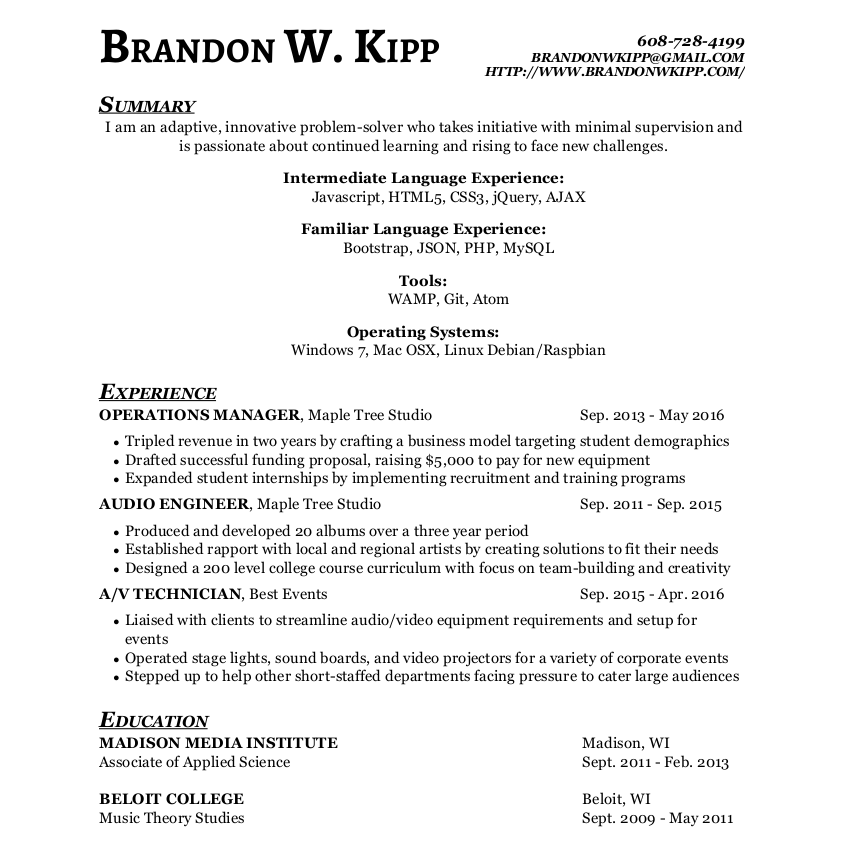 BRANDON W. KIPP
608-728-4199
BRANDONWKIPP@GMAIL.COM
HTTP://WWW.BRANDONWKIPP.COM/
SUMMARY
I am an adaptive, innovative problem-solver who takes initiative with minimal supervision and
is passionate about continued learning and rising to face new challenges.
Intermediate Language Experience:
Javascript, HTML5, CSS3, jQuery, AJAX
Familiar Language Experience:
Bootstrap, JSON, PHP, MySQL
Tools:
WAMP, Git, Atom
Operating Systems:
Windows 7, Mac OSX, Linux Debian/Raspbian
EXPERIENCE
OPERATIONS MANAGER, Maple Tree Studio Sep. 2013 - May 2016
• Tripled revenue in two years by crafting a business model targeting student demographics
• Drafted successful funding proposal, raising $5,000 to pay for new equipment
• Expanded student internships by implementing recruitment and training programs
AUDIO ENGINEER, Maple Tree Studio Sep. 2011 - Sep. 2015
• Produced and developed 20 albums over a three year period
• Established rapport with local and regional artists by creating solutions to fit their needs
• Designed a 200 level college course curriculum with focus on team-building and creativity
A/V TECHNICIAN, Best Events Sep. 2015 - Apr. 2016
• Liaised with clients to streamline audio/video equipment requirements and setup for
events
• Operated stage lights, sound boards, and video projectors for a variety of corporate events
• Stepped up to help other short-staffed departments facing pressure to cater large audiences
EDUCATION
MADISON MEDIA INSTITUTE Madison, WI
Associate of Applied Science Sept. 2011 - Feb. 2013
BELOIT COLLEGE Beloit, WI
Music Theory Studies Sept. 2009 - May 2011